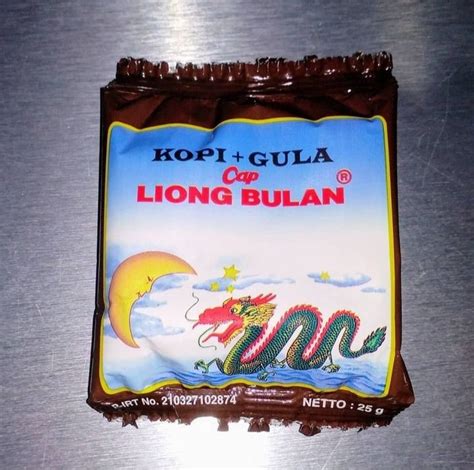 KOPI + GULA
Cap
LIONG BULAN ®
P-IRT No. 210327102874
NETTO : 25 g